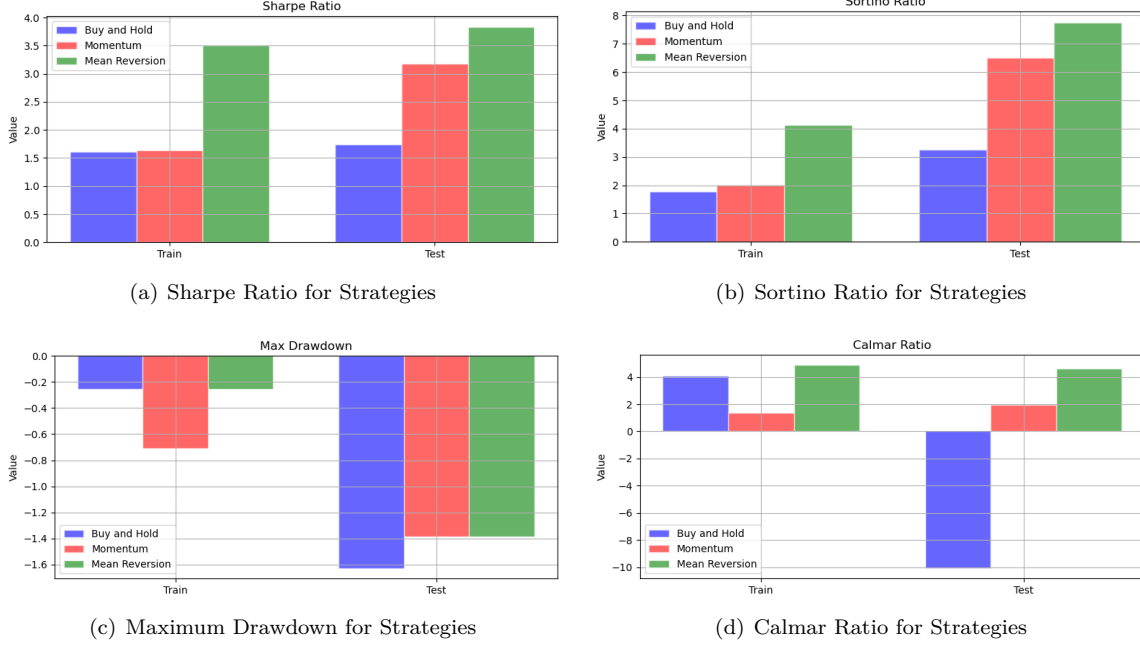 Sharpe Ratio
4.0
3.5
3.0
2.5
2.0
1.5
1.0
0.5
0.0
Value
Buy and Hold
Momentum
Mean Reversion
Train
Test
(a) Sharpe Ratio for Strategies
Sortino Ratio
8
7
6
5
4
3
2
1
0
Value
Buy and Hold
Momentum
Mean Reversion
Train
Test
(b) Sortino Ratio for Strategies
Max Drawdown
0.0
−0.2
−0.4
−0.6
−0.8
−1.0
−1.2
−1.4
−1.6
Value
Buy and Hold
Momentum
Mean Reversion
Train
Test
(c) Maximum Drawdown for Strategies
Calmar Ratio
4
2
0
−2
−4
−6
−8
−10
Value
Buy and Hold
Momentum
Mean Reversion
Train
Test
(d) Calmar Ratio for Strategies